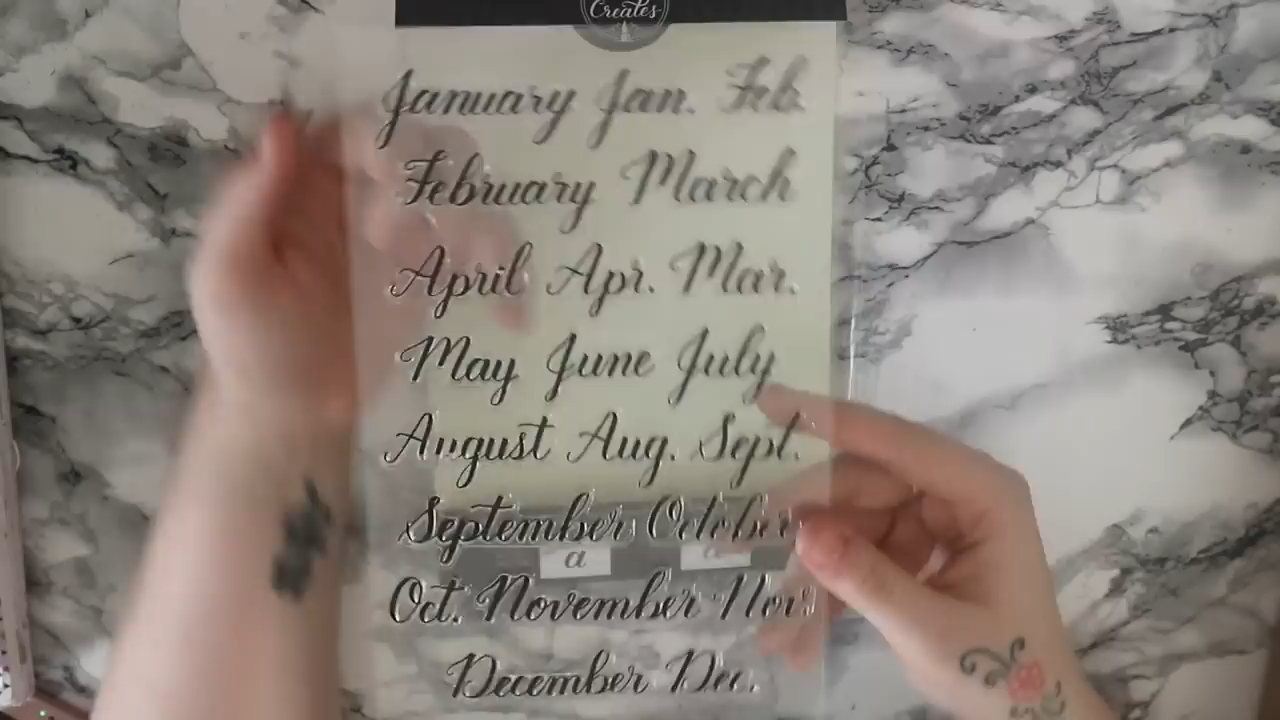 Creates
January Jan. Feb.
February March
April Apr. Mar.
May June July
August Aug. Sept.
September October
a a
Oct. November Nov.
December Dec.